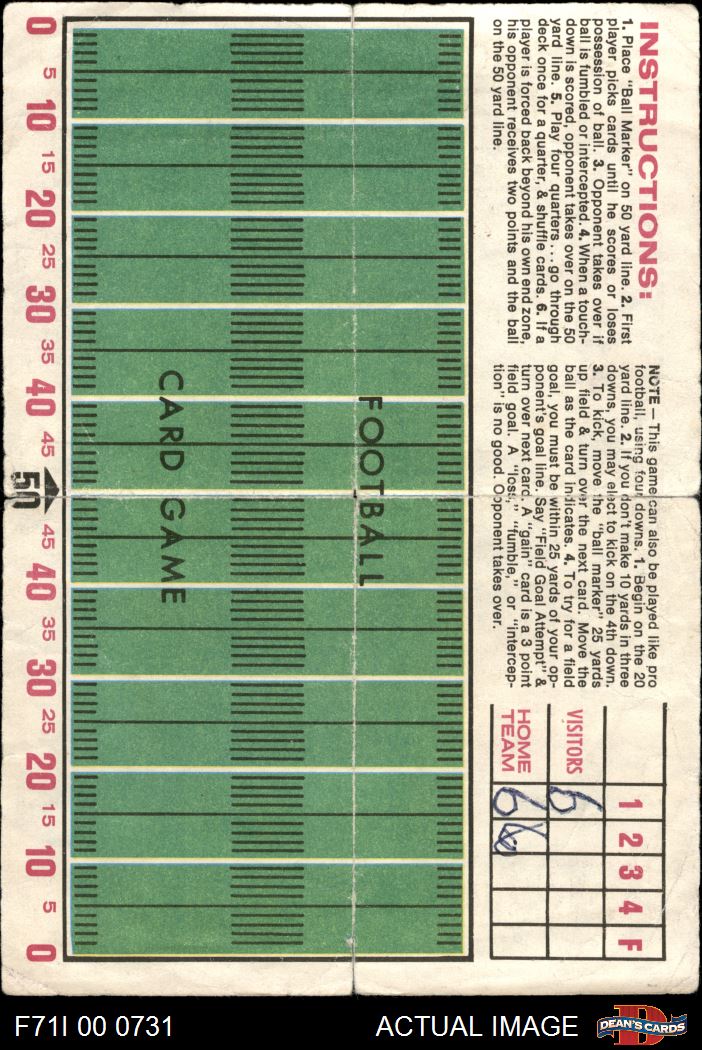 INSTRUCTIONS:
1. Place "Ball Marker" on 50 yard line. 2. First
player picks cards until he scores or loses
possession of ball. 3. Opponent takes over if
ball is fumbled or intercepted. 4. When a touch-
down is scored, opponent takes over on the 50
yard line. 5. Play four quarters ... go through
deck once for a quarter, & shuffle cards. 6. If a
player is forced back beyond his own end zone,
his opponent receives two points and the ball
on the 50 yard line.
NOTE — This game can also be played like pro
football, using four downs. 1. Begin on the 20
yard line. 2. If you don't make 10 yards in three
downs, you may elect to kick on the 4th down.
3. To kick, move the "ball marker" 25 yards
up field & turn over the next card. Move the
ball as the card indicates. 4. To try for a field
goal, you must be within 25 yards of your op-
ponent's goal line. Say "Field Goal Attempt" &
turn over next card. A "gain" card is a 3 point
field goal. A "loss," "fumble," or "intercep-
tion" is no good. Opponent takes over.
1 2 3 4 F
VISITORS 6
HOME TEAM 6
FOOTBALL
CARD GAME
0 5 10 15 20 25 30 35 40 45 50 45 40 35 30 25 20 15 10 5 0
F71I 00 0731
ACTUAL IMAGE
D
DEAN'S CARDS